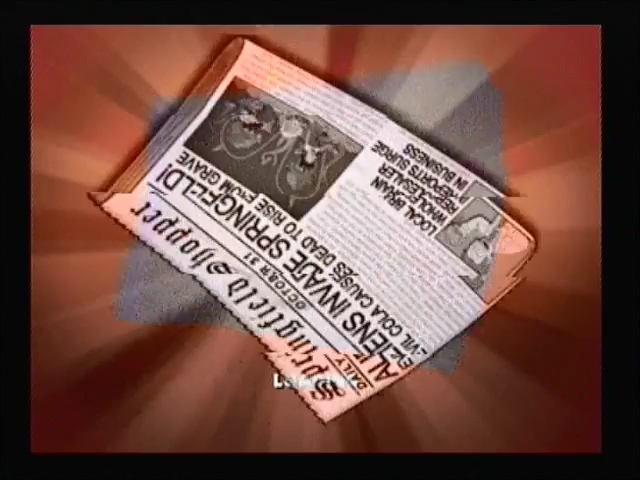 Springfield Shopper
DAILY
OCTOBER 31
ALIENS INVADE SPRINGFIELD!
EVIL COLA CAUSES DEAD TO RISE FROM GRAVE
LOCAL BRAIN
WHOLESALER
REPORTS SURGE
IN BUSINESS